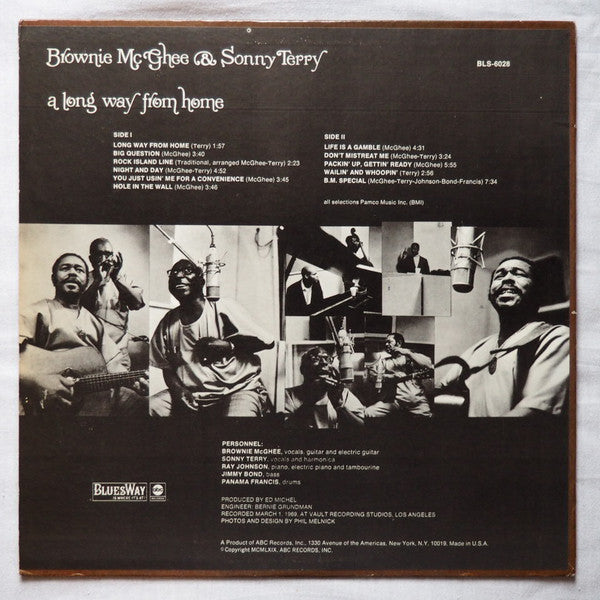 Brownie McGhee & Sonny Terry
BLS-6028
a long way from home
SIDE I
LONG WAY FROM HOME (Terry) 1:57
BIG QUESTION (McGhee) 3:40
ROCK ISLAND LINE (Traditional, arranged McGhee-Terry) 2:23
NIGHT AND DAY (McGhee-Terry) 4:52
YOU JUST USIN' ME FOR A CONVENIENCE (McGhee) 3:45
HOLE IN THE WALL (McGhee) 3:46
SIDE II
LIFE IS A GAMBLE (McGhee) 4:31
DON'T MISTREAT ME (McGhee) 3:24
PACKIN' UP, GETTIN' READY (McGhee) 5:55
WAILIN' AND WHOOPIN' (Terry) 2:56
B.M. SPECIAL (McGhee-Terry-Johnson-Bond-Francis) 7:34
all selections Pamco Music Inc. (BMI)
PERSONNEL:
BROWNIE McGHEE, vocals, guitar and electric guitar
SONNY TERRY, vocals and harmonica
RAY JOHNSON, piano, electric piano and tambourine
JIMMY BOND, bass
PANAMA FRANCIS, drums
BLUESWAY
IS WHERE IT'S AT!
abc
PRODUCED BY ED MICHEL
ENGINEER: BERNIE GRUNDMAN
RECORDED MARCH 1, 1969, AT VAULT RECORDING STUDIOS, LOS ANGELES
PHOTOS AND DESIGN BY PHIL MELNICK
A Product of ABC Records, Inc., 1330 Avenue of the Americas, New York, N.Y. 10019. Made in U.S.A.
© Copyright MCMLXIX, ABC RECORDS, INC.